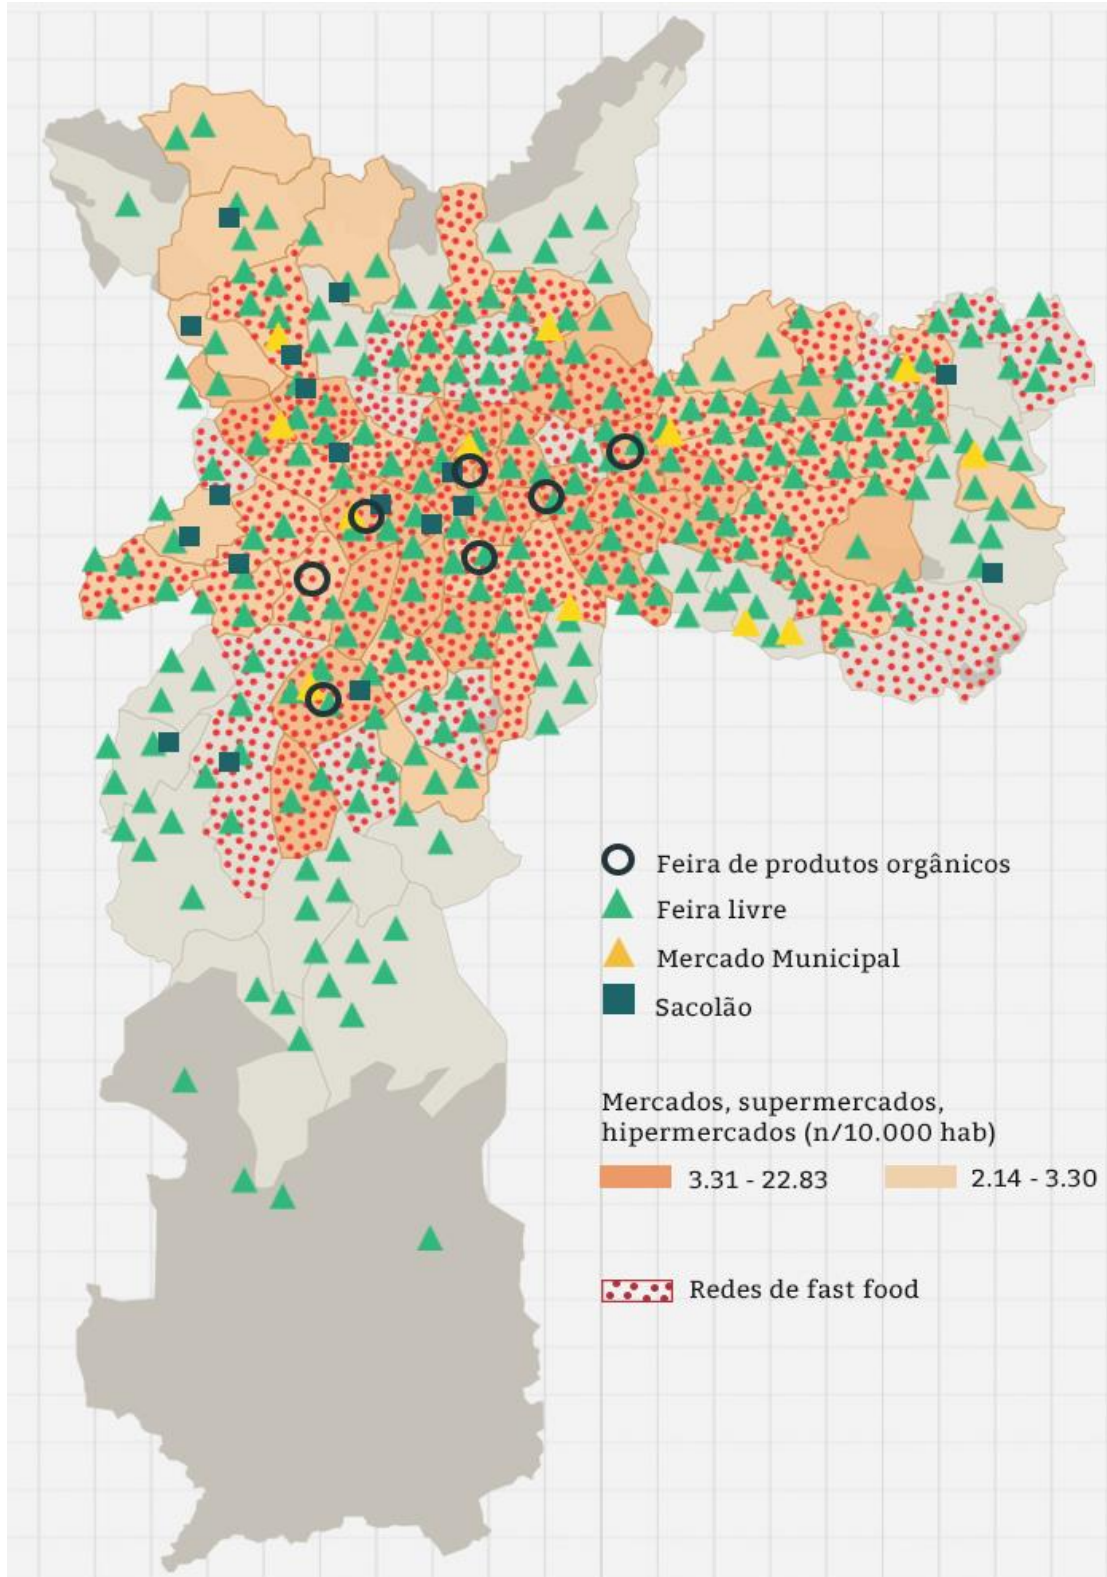 Feira de produtos orgânicos
Feira livre
Mercado Municipal
Sacolão
Mercados, supermercados,
hipermercados (n/10.000 hab)
3.31 - 22.83
2.14 - 3.30
Redes de fast food